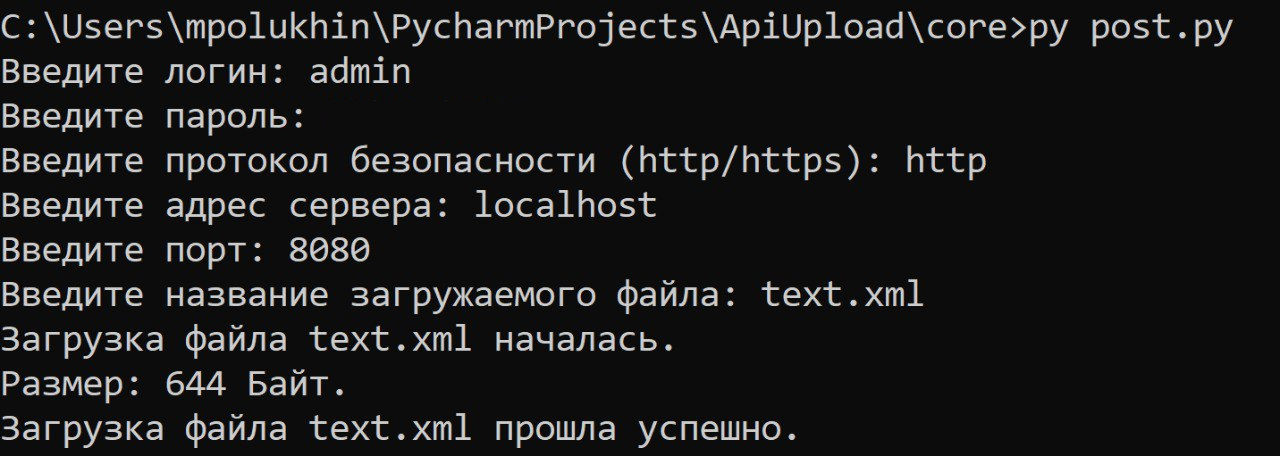 C:\Users\mpolukhin\PycharmProjects\ApiUpload\core>py post.py
Введите логин: admin
Введите пароль:
Введите протокол безопасности (http/https): http
Введите адрес сервера: localhost
Введите порт: 8080
Введите название загружаемого файла: text.xml
Загрузка файла text.xml началась.
Размер: 644 Байт.
Загрузка файла text.xml прошла успешно.